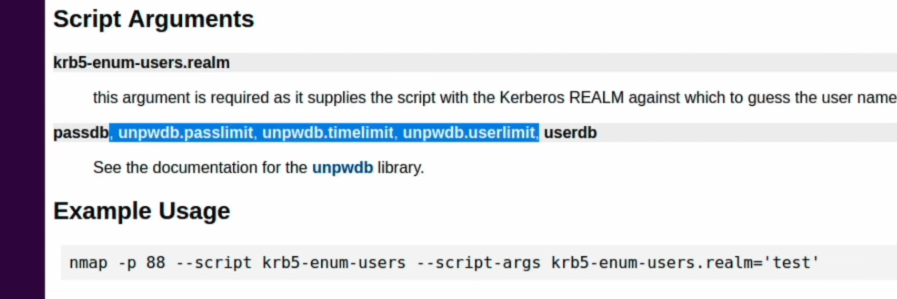 Script Arguments
krb5-enum-users.realm
this argument is required as it supplies the script with the Kerberos REALM against which to guess the user name
passdb, unpwdb.passlimit, unpwdb.timelimit, unpwdb.userlimit, userdb
See the documentation for the unpwdb library.
Example Usage
nmap -p 88 --script krb5-enum-users --script-args krb5-enum-users.realm='test'